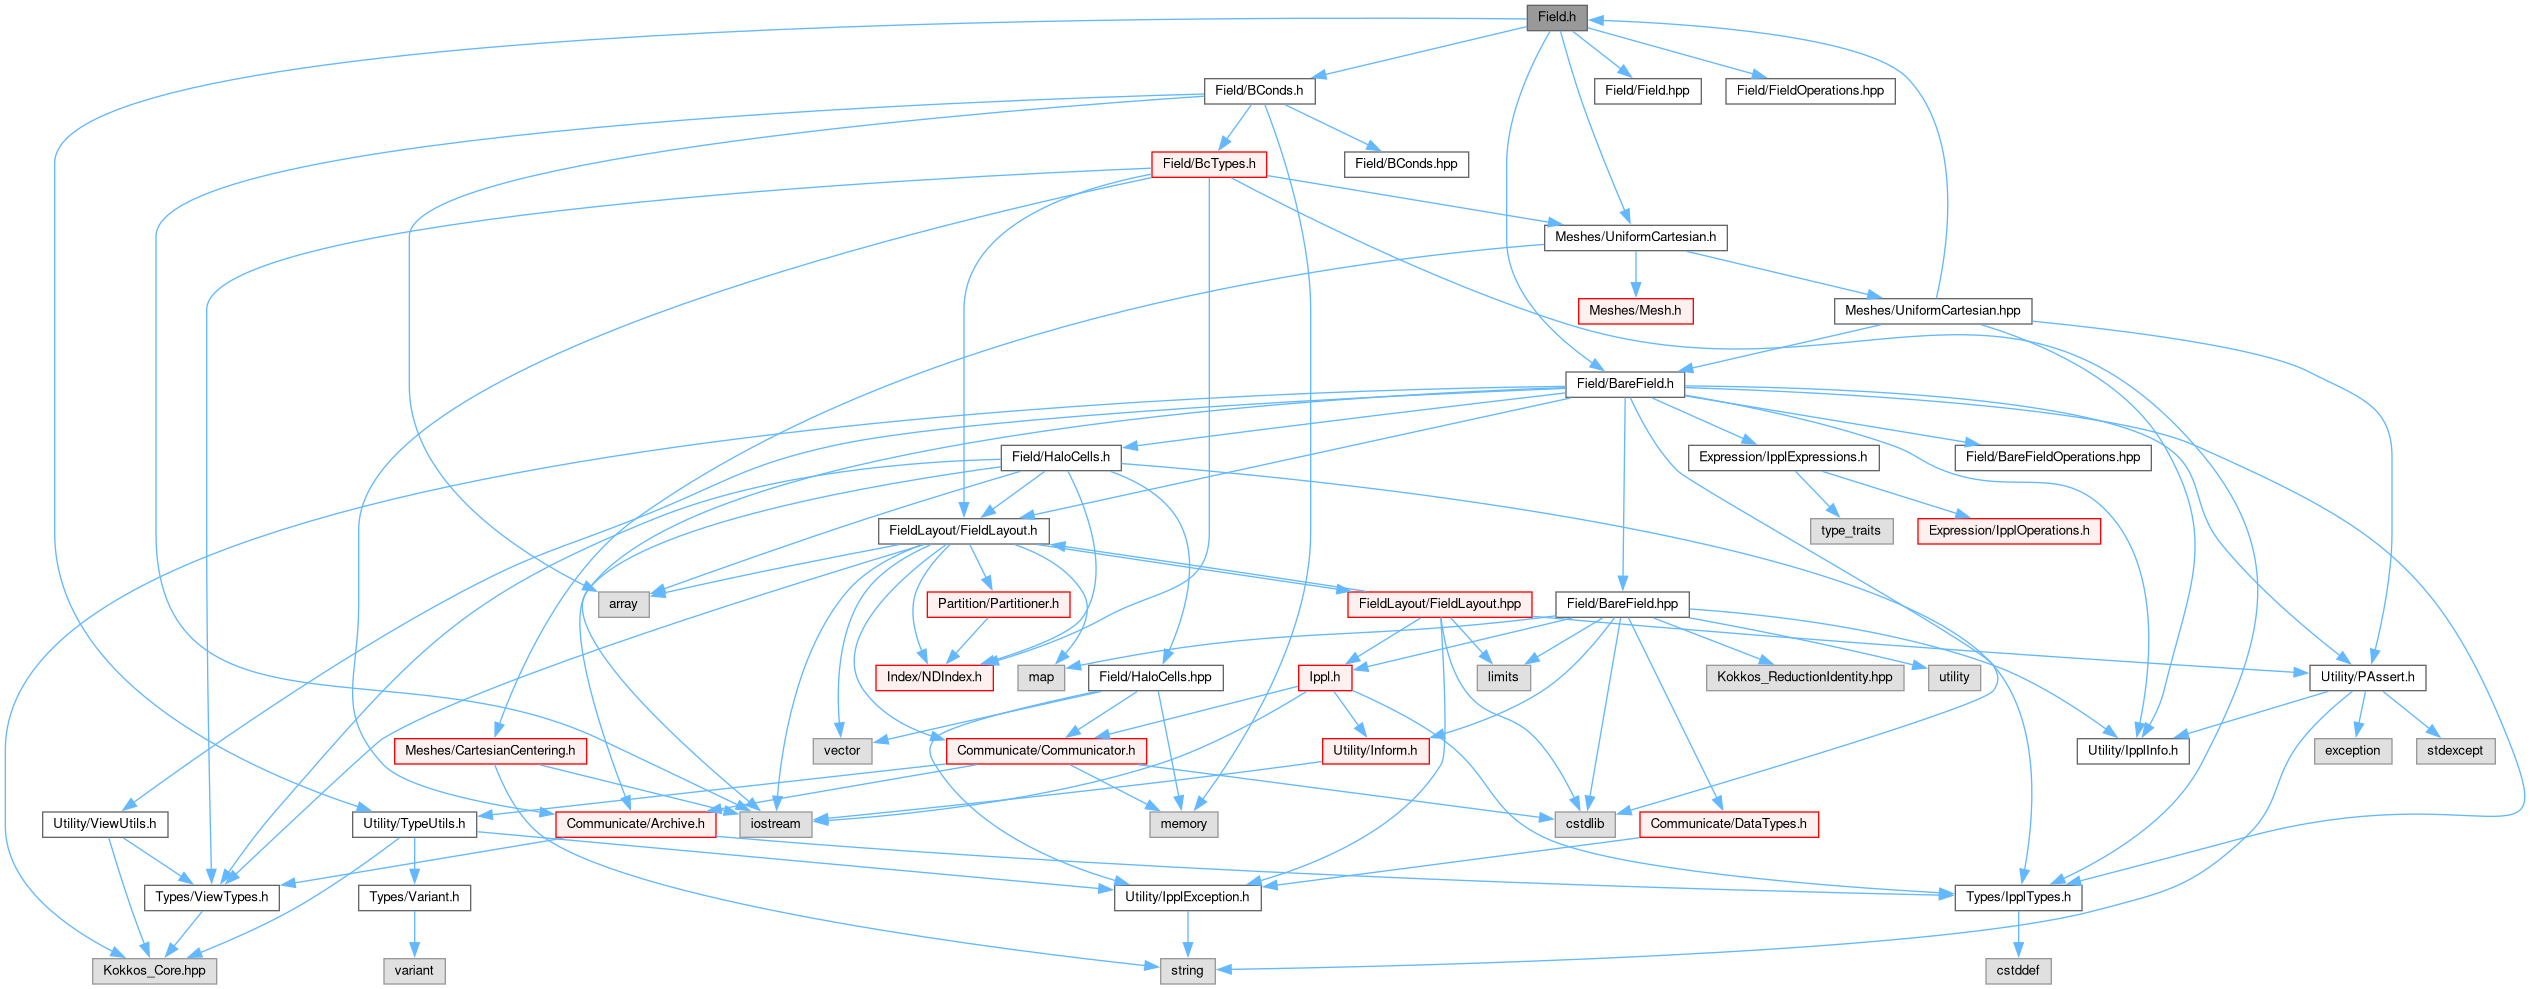 Field.h
Field/BConds.h
Field/Field.hpp
Field/FieldOperations.hpp
Field/BcTypes.h
Field/BConds.hpp
Meshes/UniformCartesian.h
Meshes/Mesh.h
Meshes/UniformCartesian.hpp
Field/BareField.h
Field/HaloCells.h
Expression/IpplExpressions.h
Field/BareFieldOperations.hpp
FieldLayout/FieldLayout.h
type_traits
Expression/IpplOperations.h
array
Partition/Partitioner.h
FieldLayout/FieldLayout.hpp
Field/BareField.hpp
Index/NDIndex.h
map
Field/HaloCells.hpp
Ippl.h
limits
Kokkos_ReductionIdentity.hpp
utility
Utility/PAssert.h
Meshes/CartesianCentering.h
vector
Communicate/Communicator.h
Utility/Inform.h
Utility/IpplInfo.h
exception
stdexcept
Utility/ViewUtils.h
Utility/TypeUtils.h
Communicate/Archive.h
iostream
memory
cstdlib
Communicate/DataTypes.h
Types/ViewTypes.h
Types/Variant.h
Utility/IpplException.h
Types/IpplTypes.h
Kokkos_Core.hpp
variant
string
cstddef